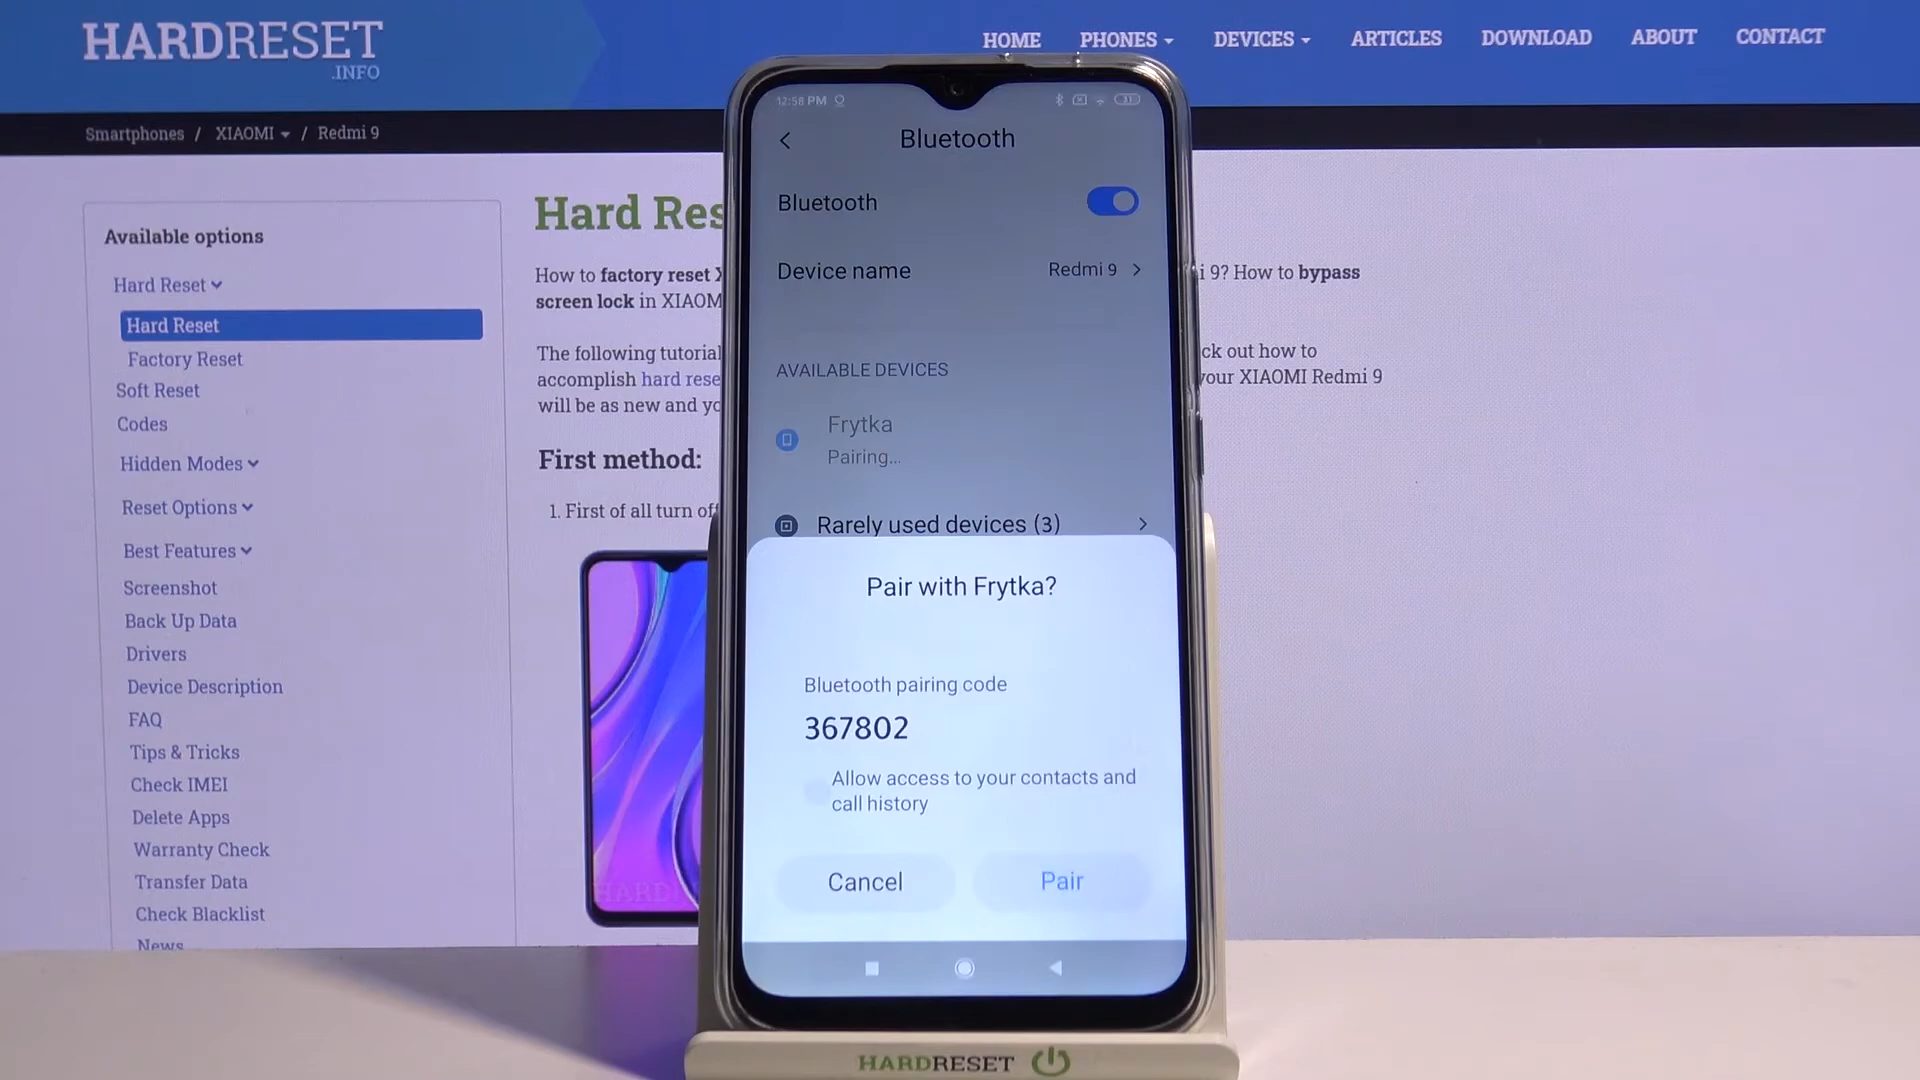 HARDRESET
.INFO
HOME PHONES DEVICES ARTICLES DOWNLOAD ABOUT CONTACT
Smartphones / XIAOMI / Redmi 9
Available options
Hard Reset
Hard Reset
Factory Reset
Soft Reset
Codes
Hidden Modes
Reset Options
Best Features
Screenshot
Back Up Data
Drivers
Device Description
FAQ
Tips & Tricks
Check IMEI
Delete Apps
Warranty Check
Transfer Data
Check Blacklist
News
Hard Res
How to factory reset
i 9? How to bypass
screen lock in XIAOM
The following tutorial
ck out how to
accomplish hard rese
your XIAOMI Redmi 9
will be as new and yo
First method:
1. First of all turn of
HARD
12:58 PM
31
Bluetooth
Bluetooth
Device name Redmi 9
AVAILABLE DEVICES
Frytka
Pairing...
Rarely used devices (3)
Pair with Frytka?
Bluetooth pairing code
367802
Allow access to your contacts and
call history
Cancel Pair
HARDRESET